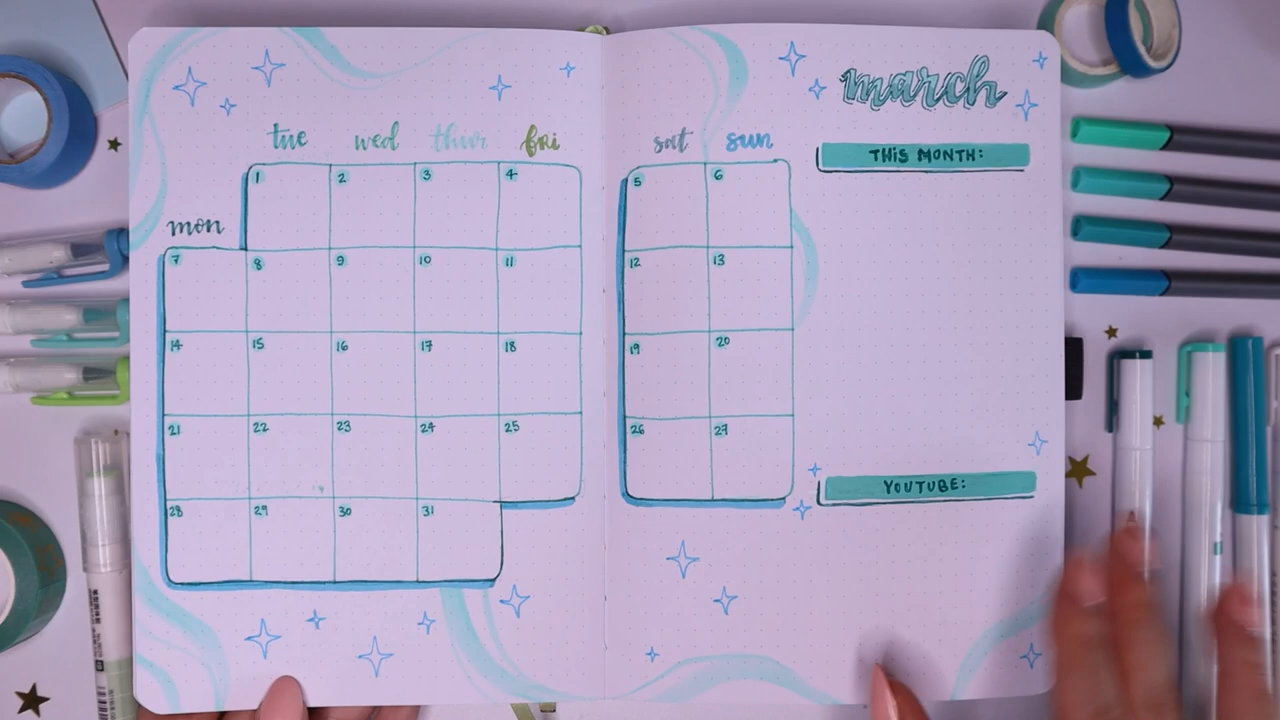 march
tue wed thur fri sat sun
THIS MONTH:
1 2 3 4 5 6
mon
7 8 9 10 11 12 13
14 15 16 17 18 19 20
21 22 23 24 25 26 27
YOUTUBE:
28 29 30 31